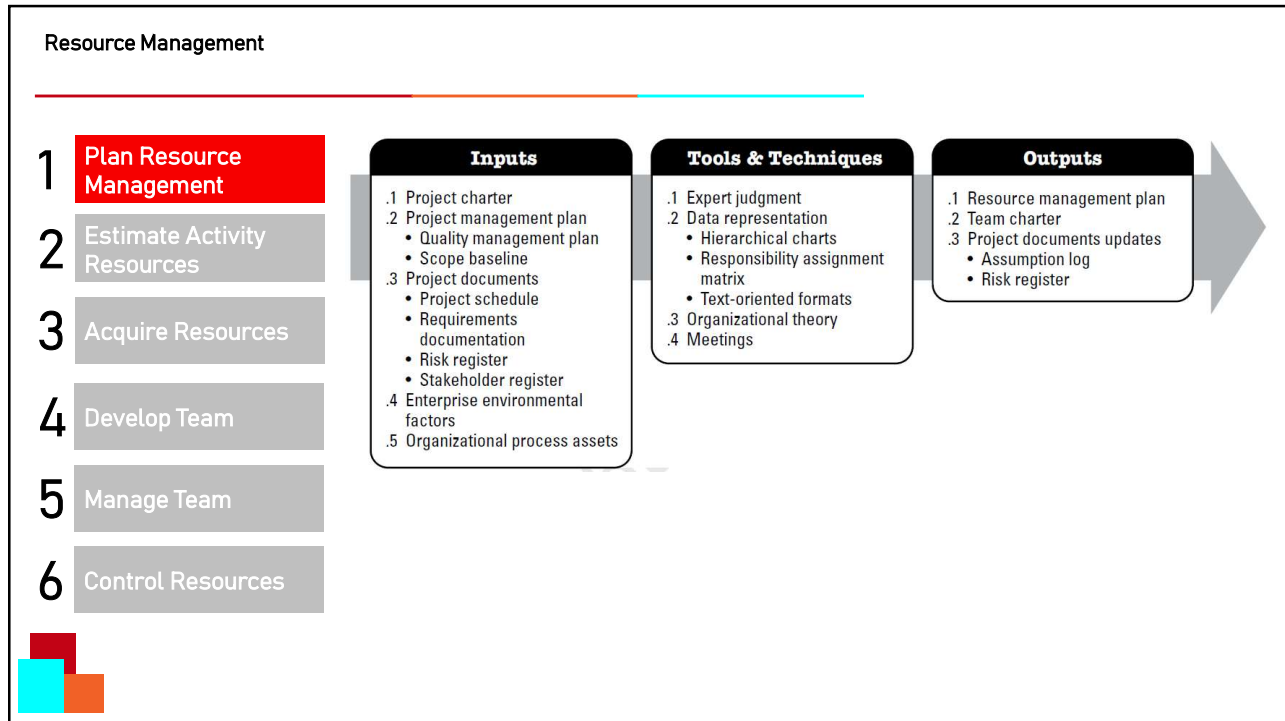 Resource Management
1
Plan Resource
Management
2
Estimate Activity
Resources
3
Acquire Resources
4
Develop Team
5
Manage Team
6
Control Resources
Inputs
.1 Project charter
.2 Project management plan
• Quality management plan
• Scope baseline
.3 Project documents
• Project schedule
• Requirements
documentation
• Risk register
• Stakeholder register
.4 Enterprise environmental
factors
.5 Organizational process assets
Tools & Techniques
.1 Expert judgment
.2 Data representation
• Hierarchical charts
• Responsibility assignment
matrix
• Text-oriented formats
.3 Organizational theory
.4 Meetings
Outputs
.1 Resource management plan
.2 Team charter
.3 Project documents updates
• Assumption log
• Risk register